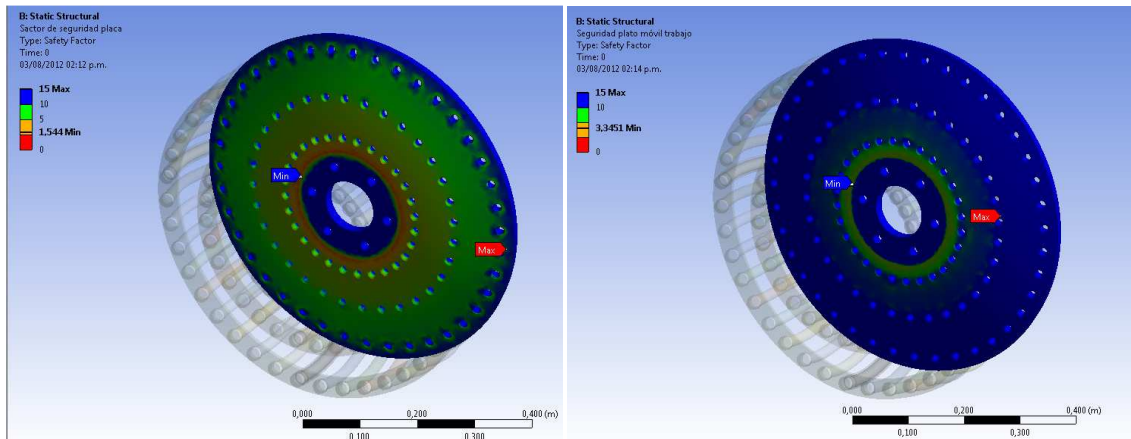 B: Static Structural
Sactor de seguridad placa
Type: Safety Factor
Time: 0
03/08/2012 02:12 p.m.
15 Max
10
5
1,544 Min
0
Min
Max
0,000
0,200
0,400 (m)
0,100
0,300
B: Static Structural
Seguridad plato móvil trabajo
Type: Safety Factor
Time: 0
03/08/2012 02:14 p.m.
15 Max
10
3,3451 Min
0
Min
Max
0,000
0,200
0,400 (m)
0,100
0,300